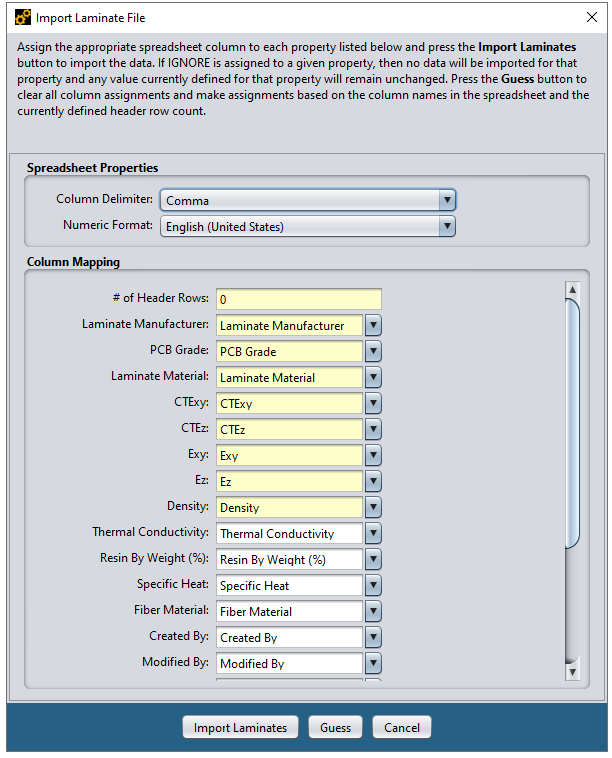 Import Laminate File
Assign the appropriate spreadsheet column to each property listed below and press the Import Laminates
button to import the data. If IGNORE is assigned to a given property, then no data will be imported for that
property and any value currently defined for that property will remain unchanged. Press the Guess button to
clear all column assignments and make assignments based on the column names in the spreadsheet and the
currently defined header row count.
Spreadsheet Properties
Column Delimiter: Comma
Numeric Format: English (United States)
Column Mapping
# of Header Rows: 0
Laminate Manufacturer: Laminate Manufacturer
PCB Grade: PCB Grade
Laminate Material: Laminate Material
CTExy: CTExy
CTEz: CTEz
Exy: Exy
Ez: Ez
Density: Density
Thermal Conductivity: Thermal Conductivity
Resin By Weight (%): Resin By Weight (%)
Specific Heat: Specific Heat
Fiber Material: Fiber Material
Created By: Created By
Modified By: Modified By
Import Laminates Guess Cancel